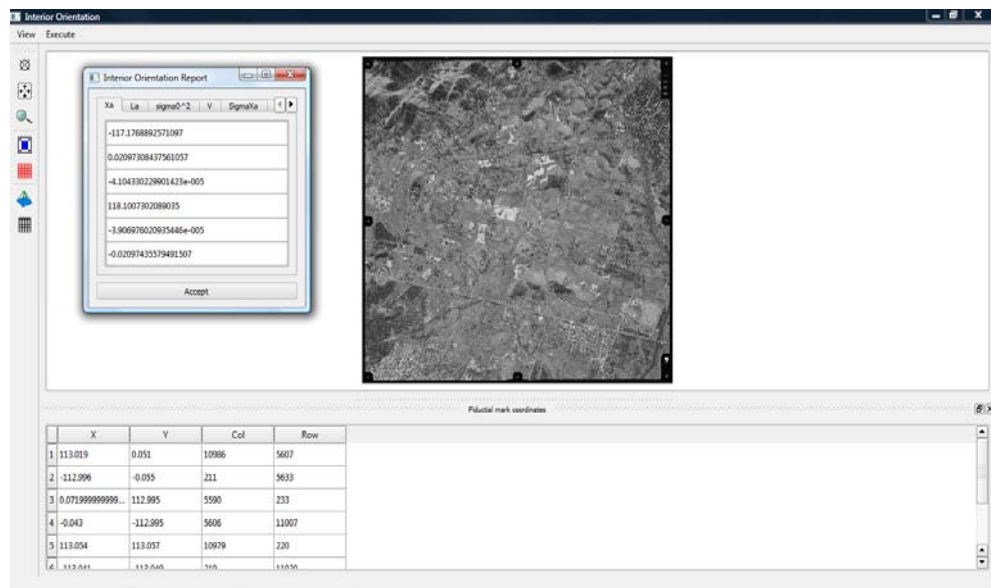 Interior Orientation
View Execute
Interior Orientation Report
Xa La sigma0^2 V SigmaXa
-117.1768892571097
0.02097308437561057
-4.104330229901423e-005
118.1007302089035
-3.906976020935446e-005
-0.02097435579491507
Accept
Fiductial mark coordinates
X Y Col Row
1 113.019 0.051 10986 5607
2 -112.996 -0.055 211 5633
3 0.071999999999... 112.995 5590 233
4 -0.043 -112.995 5606 11007
5 113.054 113.057 10979 220